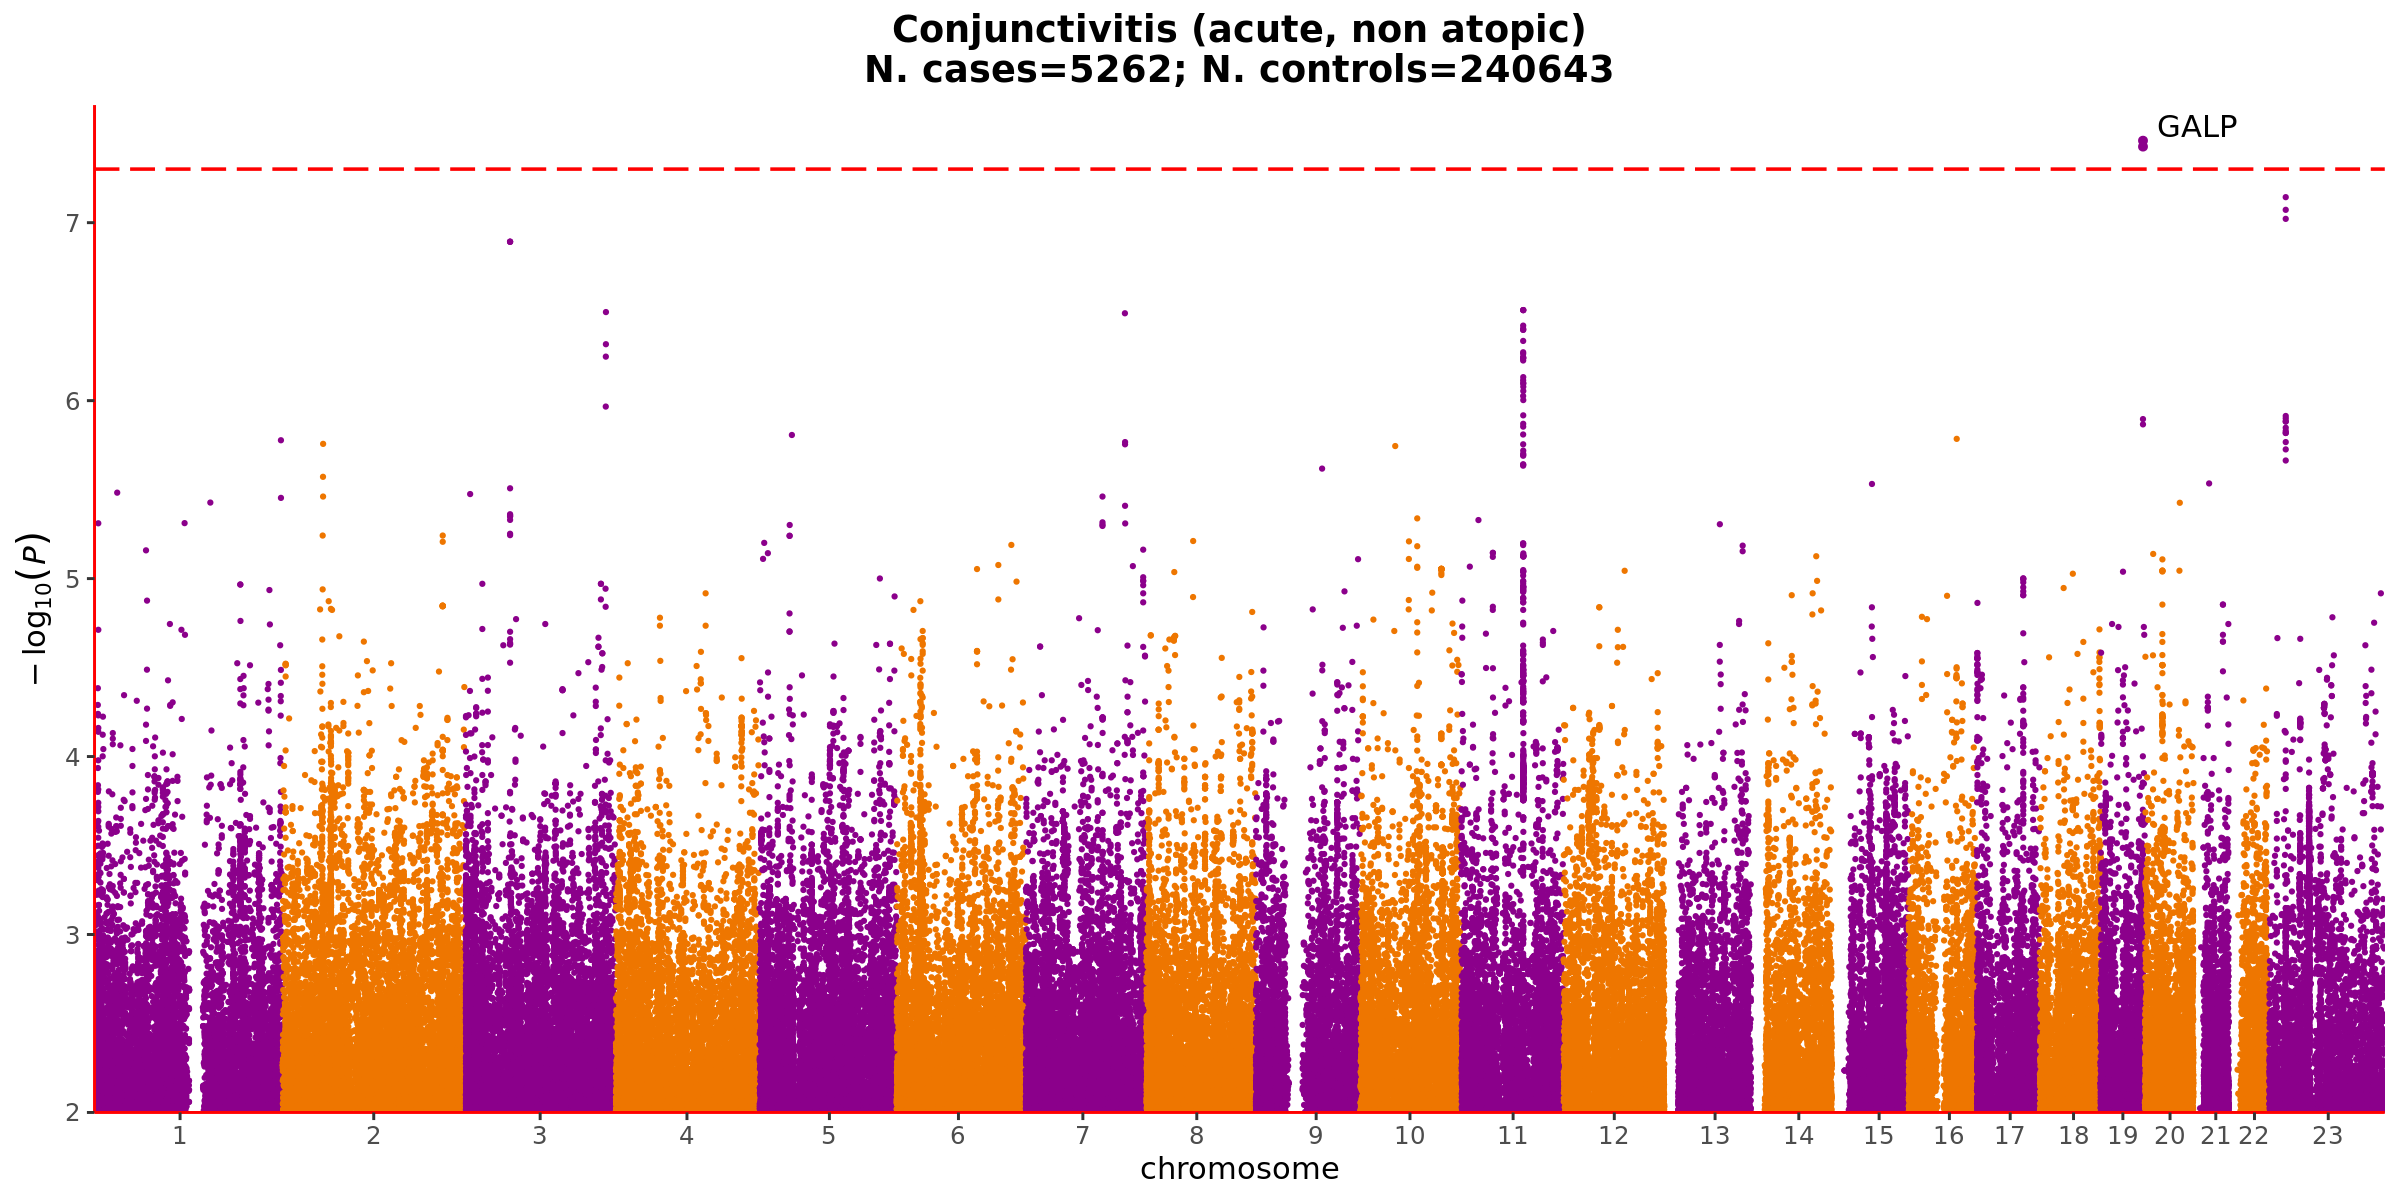 Conjunctivitis (acute, non atopic)
N. cases=5262; N. controls=240643
GALP
7
6
5
4
3
2
−log₁₀(P)
1 2 3 4 5 6 7 8 9 10 11 12 13 14 15 16 17 18 19 20 21 22 23
chromosome